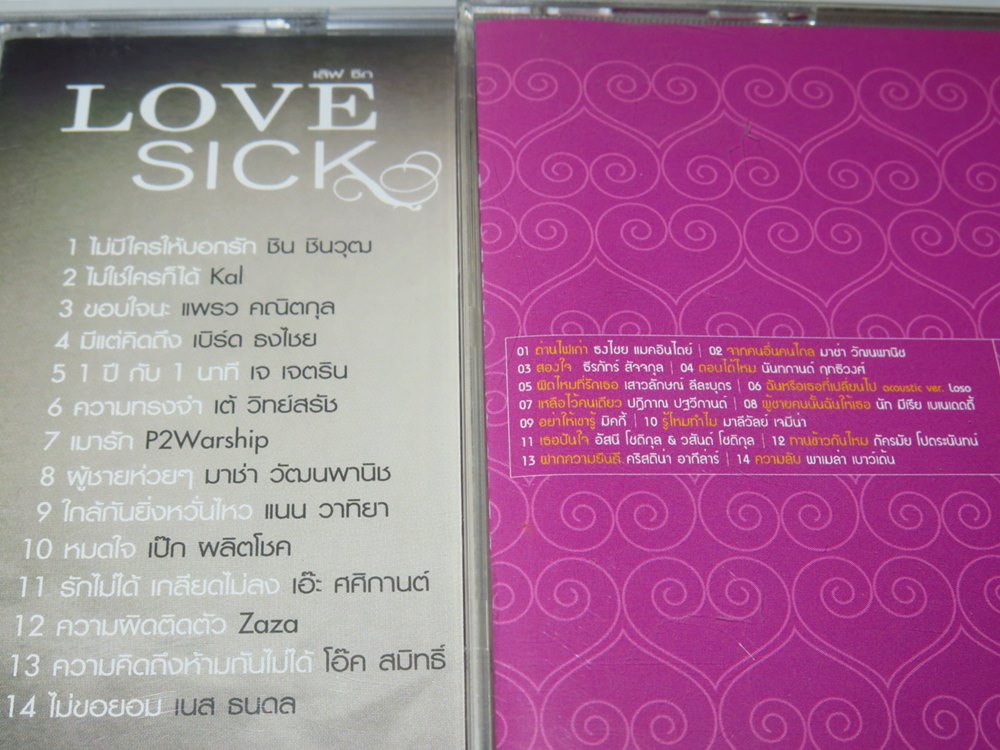 เลิฟ ซิก
LOVE
SICK
1 ไม่มีใครให้บอกรัก ชิน ชินวุฒ
2 ไม่ใช่ใครก็ได้ Kal
3 ขอบใจนะ แพรว คณิตกุล
4 มีแต่คิดถึง เบิร์ด ธงไชย
5 1 ปี กับ 1 นาที เจ เจตริน
6 ความทรงจำ เต้ วิทย์สรัช
7 เมารัก P2Warship
8 ผู้ชายห่วยๆ มาช่า วัฒนพานิช
9 ใกล้กันยิ่งหวั่นไหว แนน วาทิยา
10 หมดใจ เป๊ก ผลิตโชค
11 รักไม่ได้ เกลียดไม่ลง เอ๊ะ ศศิกานต์
12 ความผิดติดตัว Zaza
13 ความคิดถึงห้ามกันไม่ได้ โอ๊ค สมิทธิ์
14 ไม่ขอยอม เนส ธนดล
01 ถ่านไฟเก่า ธงไชย แมคอินไตย์ | 02 จากคนอื่นคนไกล มาช่า วัฒนพานิช
03 สองใจ ธีรภัทร์ สัจจกุล | 04 ตอบได้ไหม นันทกานต์ ฤทธิวงศ์
05 ผิดไหมที่รักเธอ เสาวลักษณ์ ลีละบุตร | 06 ฉันหรือเธอที่เปลี่ยนไป acoustic ver. Loso
07 เหลือไว้คนเดียว ปฏิภาณ ปฐวีกานต์ | 08 ผู้ชายคนนั้นฉันให้เธอ นัท มีเรีย เบนเนดดี้
09 อย่าให้เขารู้ มิคกี้ | 10 รู้ไหมทำไม มาลีวัลย์ เจมีน่า
11 เธอปันใจ อัสนี โชติกุล & วสันต์ โชติกุล | 12 ทานข้าวกันไหม ภัครมัย โปตระนันทน์
13 ฝากความยินดี คริสติน่า อากีล่าร์ | 14 ความลับ พาเมล่า เบาว์เด้น